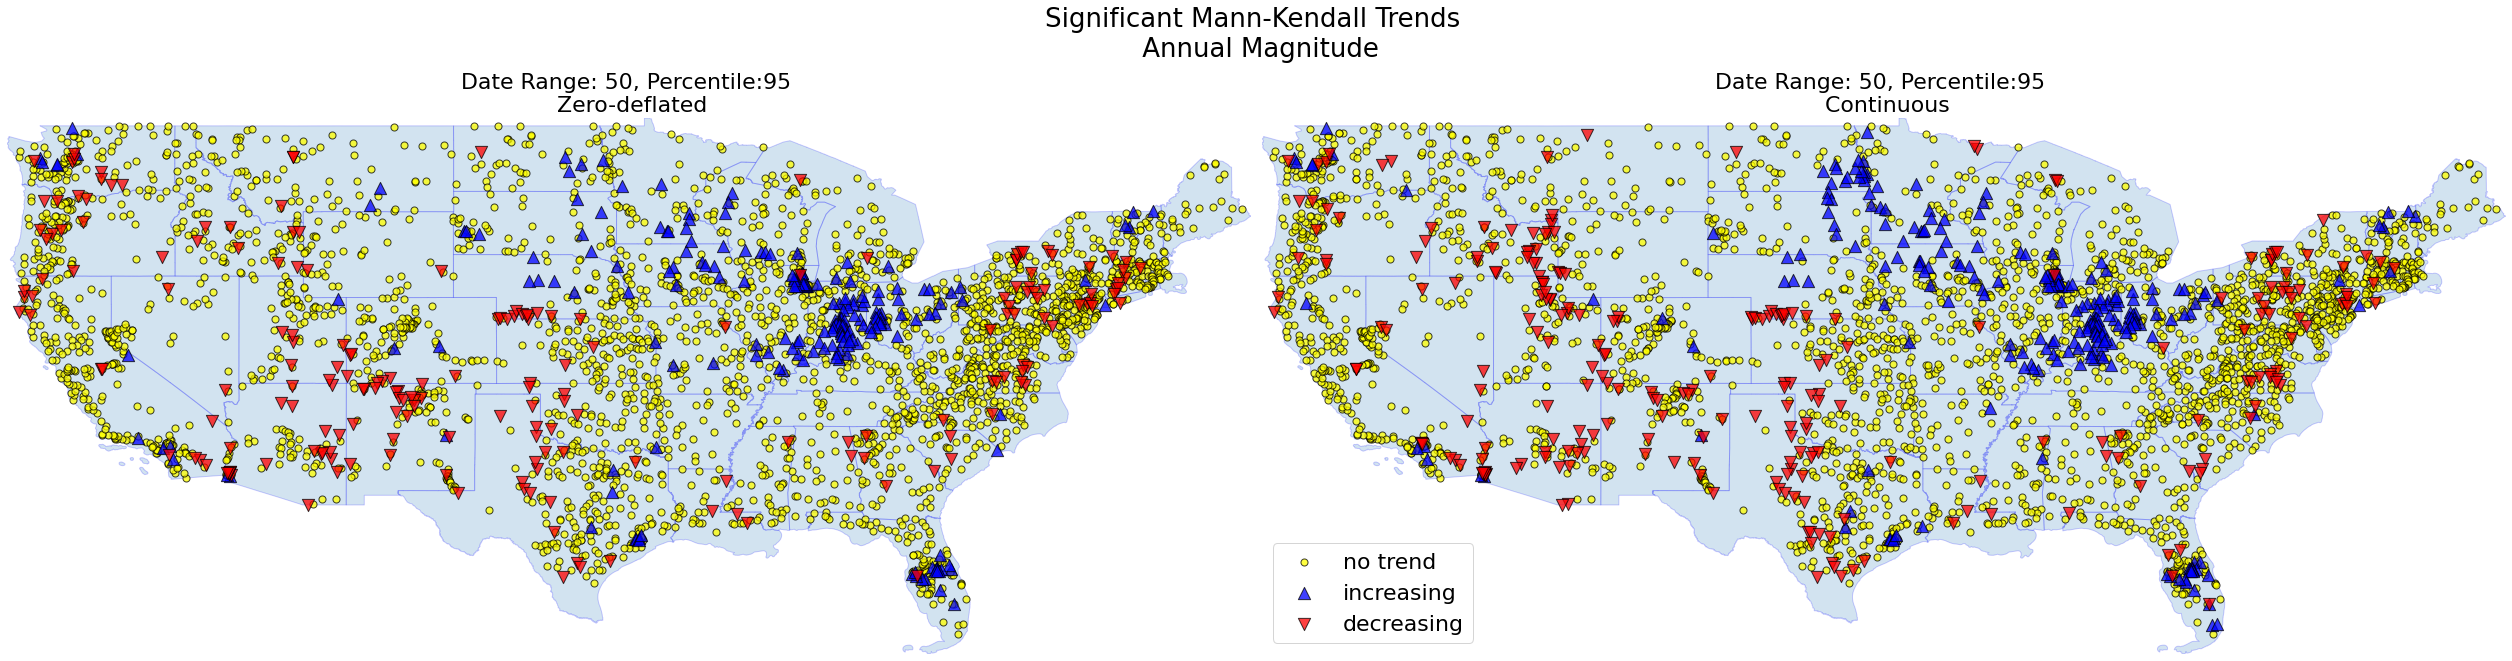 Significant Mann-Kendall Trends
Annual Magnitude
Date Range: 50, Percentile:95
Zero-deflated
Date Range: 50, Percentile:95
Continuous
no trend
increasing
decreasing